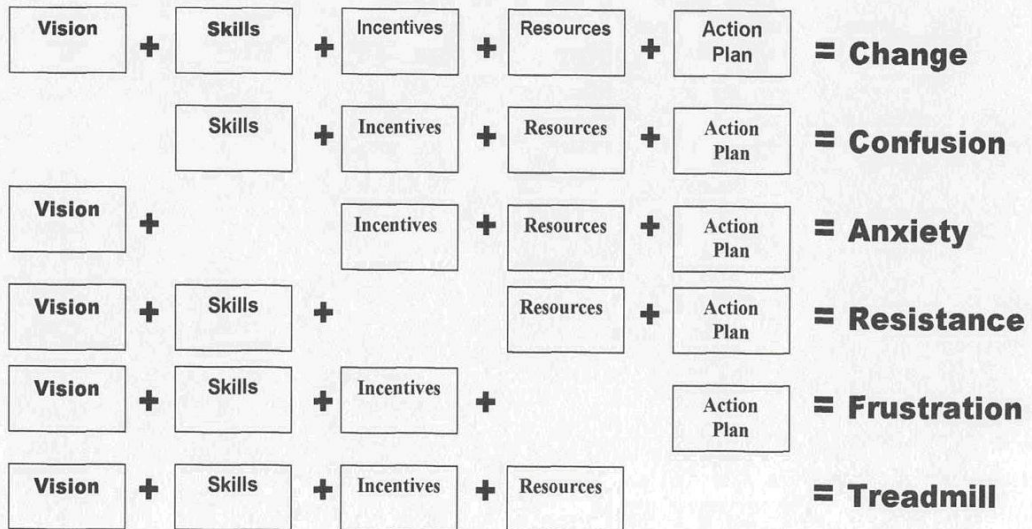 Vision + Skills + Incentives + Resources + Action Plan = Change
Skills + Incentives + Resources + Action Plan = Confusion
Vision + Incentives + Resources + Action Plan = Anxiety
Vision + Skills + Resources + Action Plan = Resistance
Vision + Skills + Incentives + Action Plan = Frustration
Vision + Skills + Incentives + Resources = Treadmill